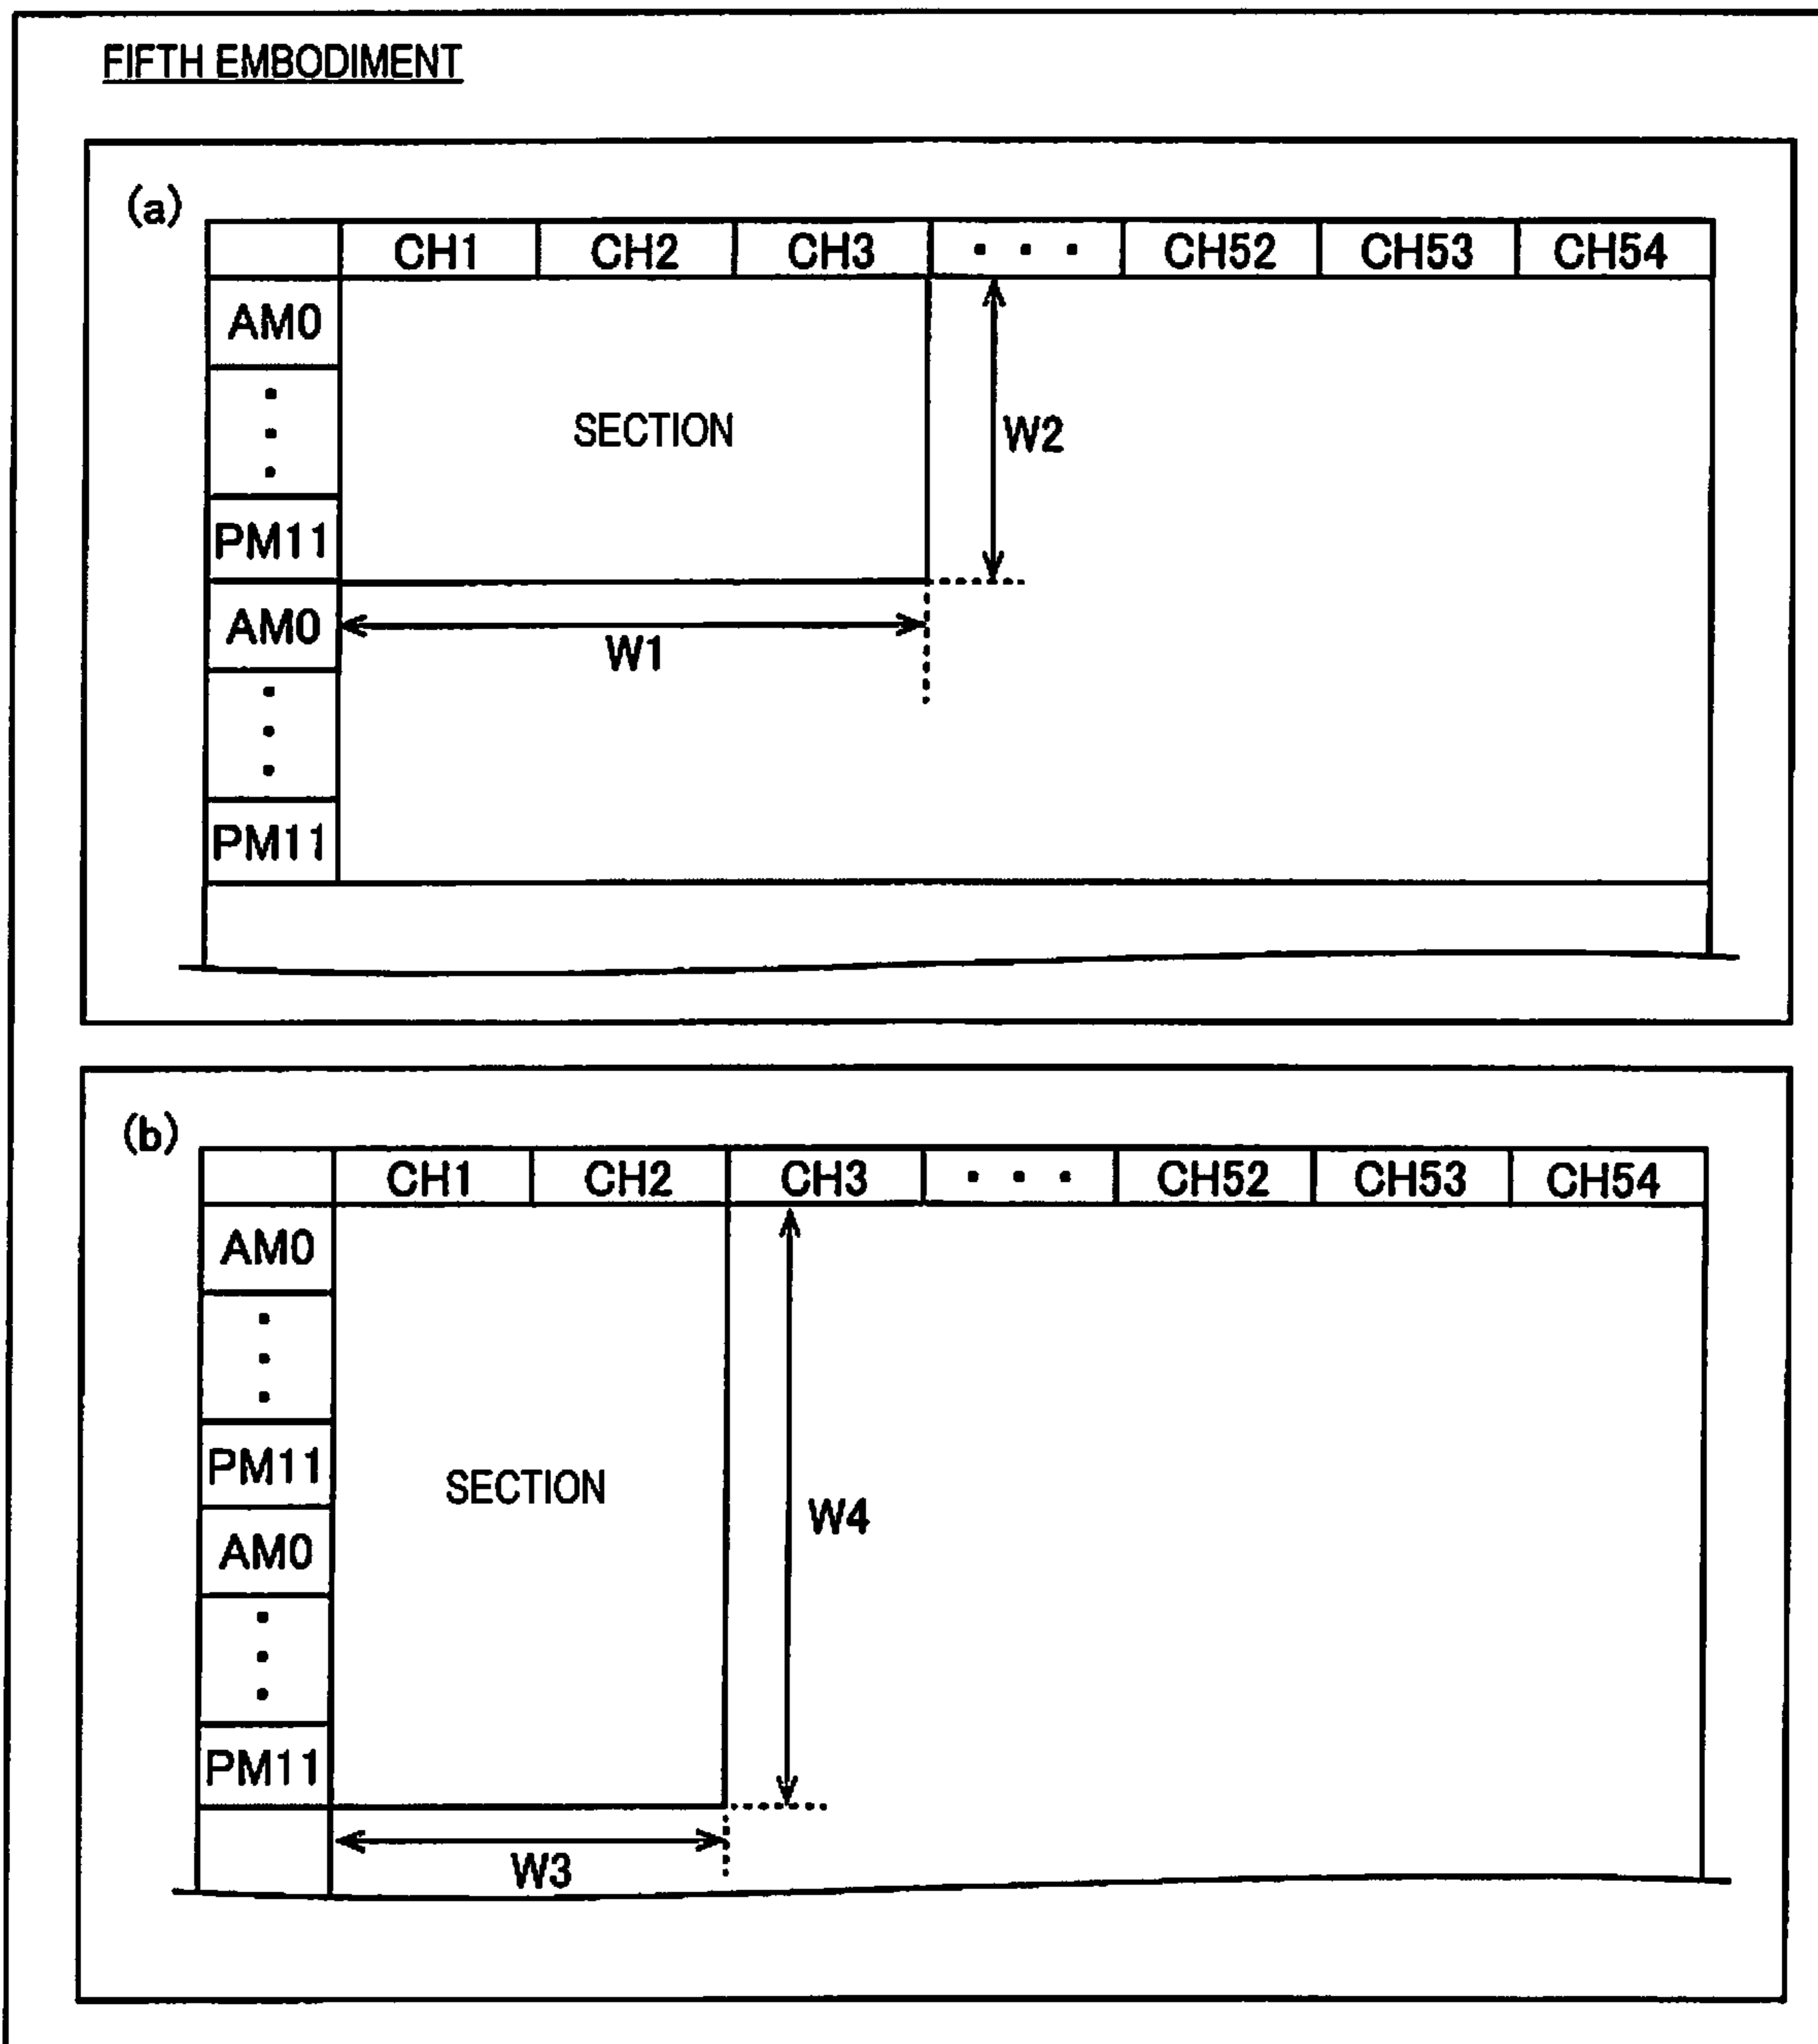 FIFTH EMBODIMENT
(a)
CH1 CH2 CH3 ・・・ CH52 CH53 CH54
AM0
・・・
SECTION
W2
PM11
AM0
W1
・・・
PM11
(b)
CH1 CH2 CH3 ・・・ CH52 CH53 CH54
AM0
・・・
PM11
SECTION
W4
AM0
・・・
PM11
W3